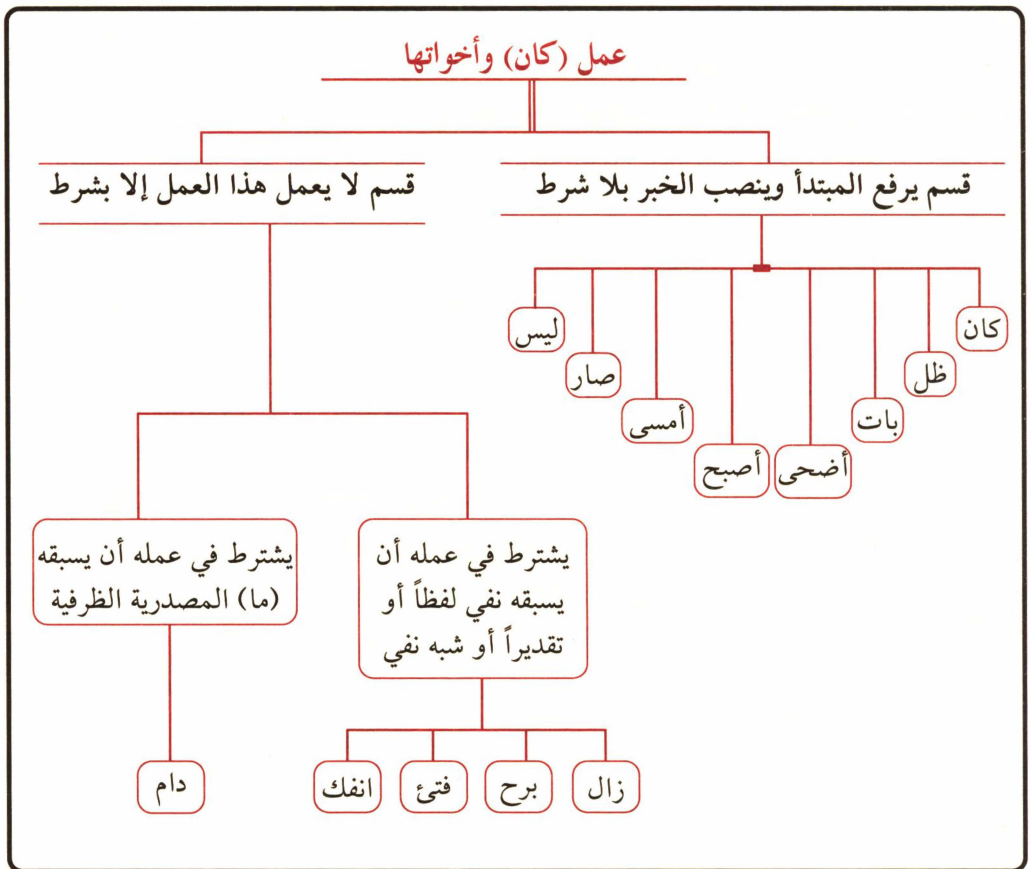 عمل (كان) وأخواتها
قسم يرفع المبتدأ وينصب الخبر بلا شرط
كان
ظل
بات
أضحى
أصبح
أمسى
صار
ليس
قسم لا يعمل هذا العمل إلا بشرط
يشترط في عمله أن
يسبقه نفي لفظاً أو
تقديراً أو شبه نفي
زال
برح
فتئ
انفك
يشترط في عمله أن يسبقه
(ما) المصدرية الظرفية
دام